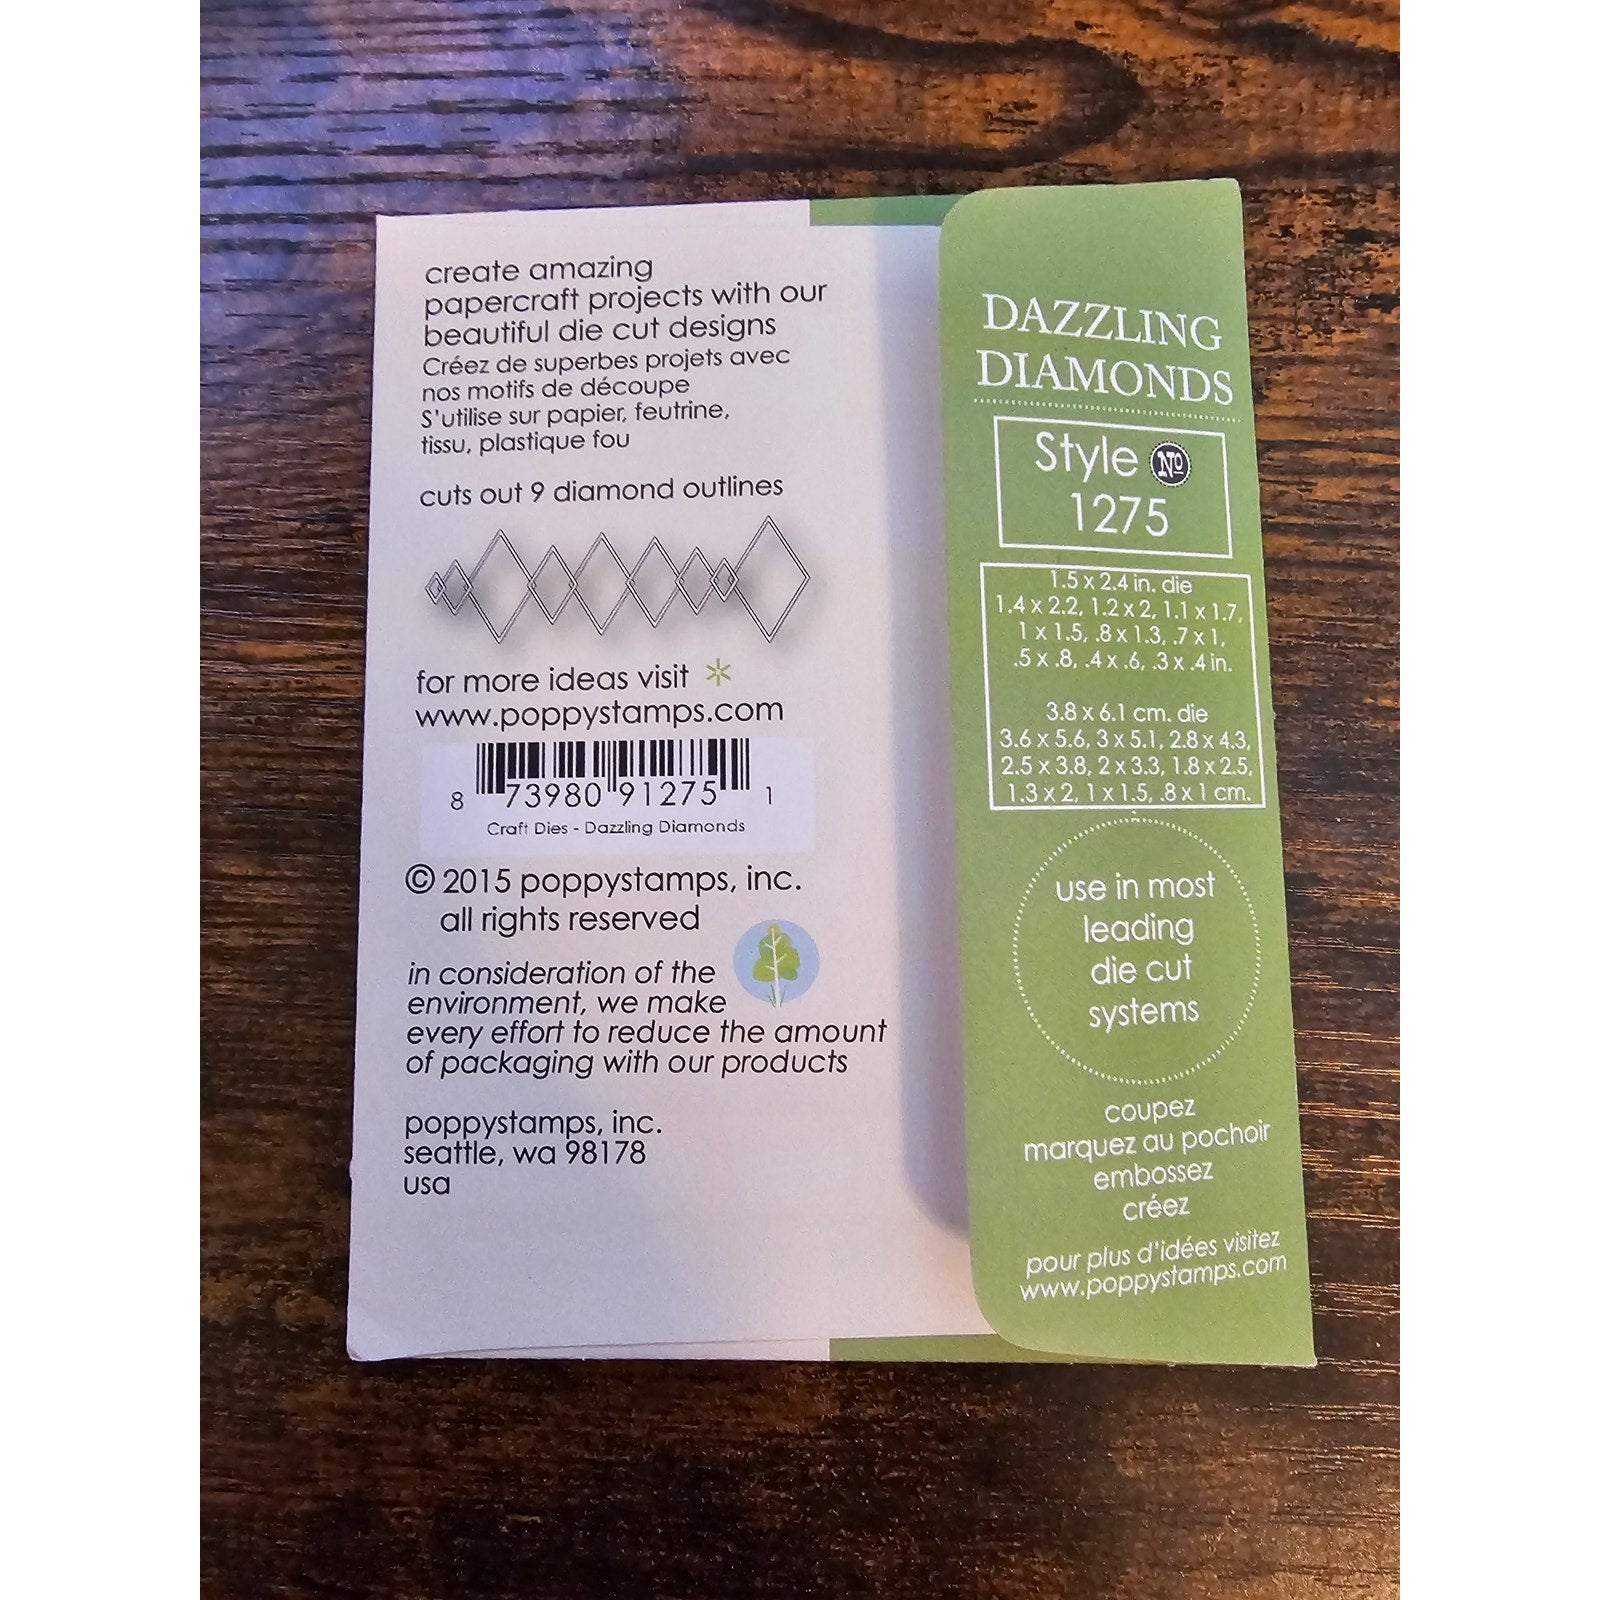 create amazing
papercraft projects with our
beautiful die cut designs
Créez de superbes projets avec
nos motifs de découpe
S'utilise sur papier, feutrine,
tissu, plastique fou
cuts out 9 diamond outlines
for more ideas visit
www.poppystamps.com
8 73980 91275 1
Craft Dies - Dazzling Diamonds
© 2015 poppystamps, inc.
all rights reserved
in consideration of the
environment, we make
every effort to reduce the amount
of packaging with our products
poppystamps, inc.
seattle, wa 98178
usa
DAZZLING
DIAMONDS
Style No
1275
1.5 x 2.4 in. die
1.4 x 2.2, 1.2 x 2, 1.1 x 1.7,
1 x 1.5, .8 x 1.3, .7 x 1,
.5 x .8, .4 x .6, .3 x .4 in.
3.8 x 6.1 cm. die
3.6 x 5.6, 3 x 5.1, 2.8 x 4.3,
2.5 x 3.8, 2 x 3.3, 1.8 x 2.5,
1.3 x 2, 1 x 1.5, .8 x 1 cm.
use in most
leading
die cut
systems
coupez
marquez au pochoir
embossez
créez
pour plus d'idées visitez
www.poppystamps.com